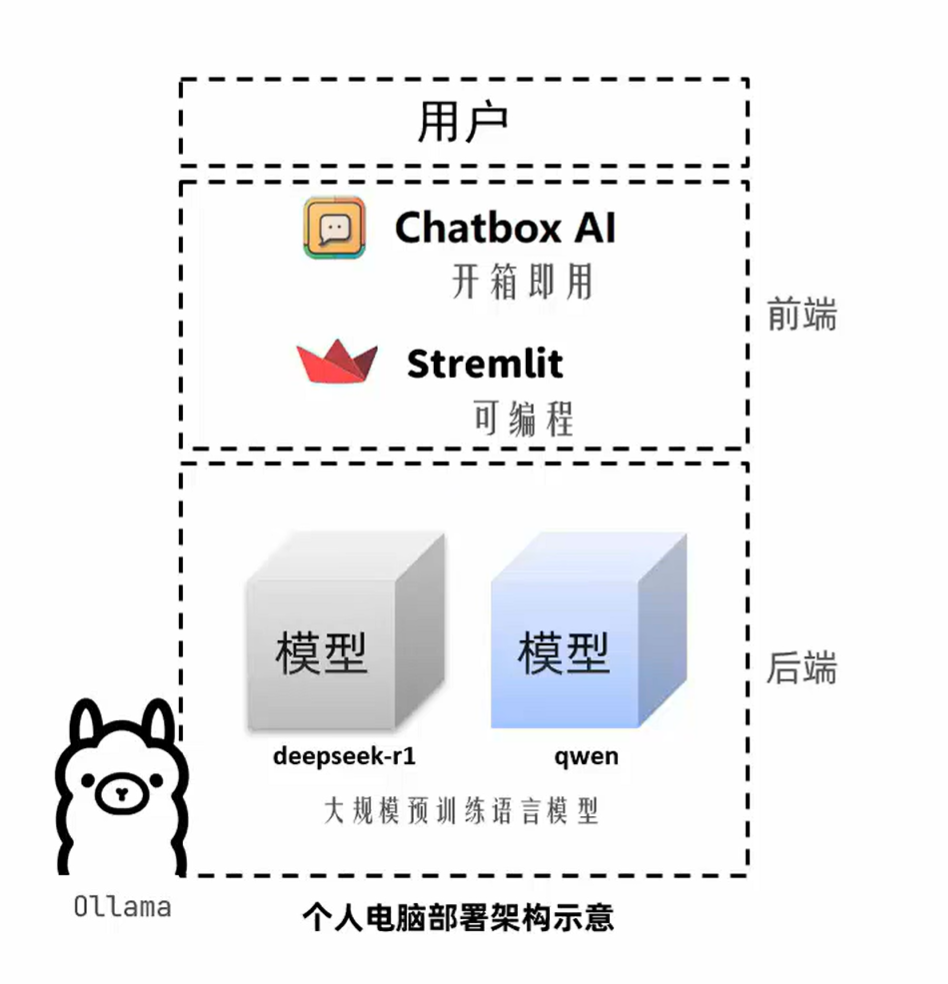 用户
Chatbox AI
开箱即用
前端
Stremlit
可编程
模型
模型
后端
deepseek-r1
qwen
大规模预训练语言模型
Ollama
个人电脑部署架构示意